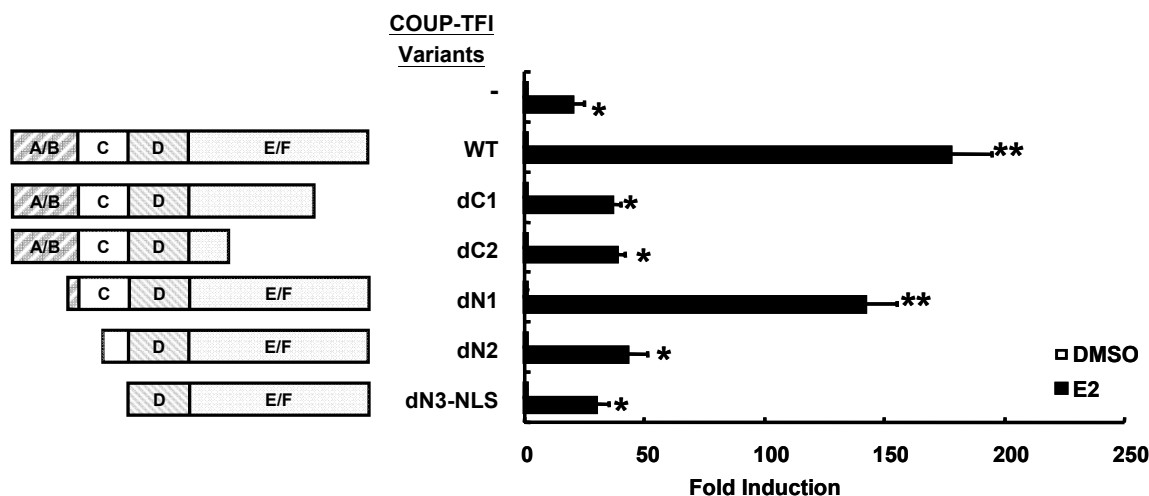 COUP-TFI
Variants
- *
A/B C D E/F WT **
A/B C D dC1 *
A/B C D dC2 *
C D E/F dN1 **
D E/F dN2 *
D E/F dN3-NLS *
DMSO
E2
0 50 100 150 200 250
Fold Induction